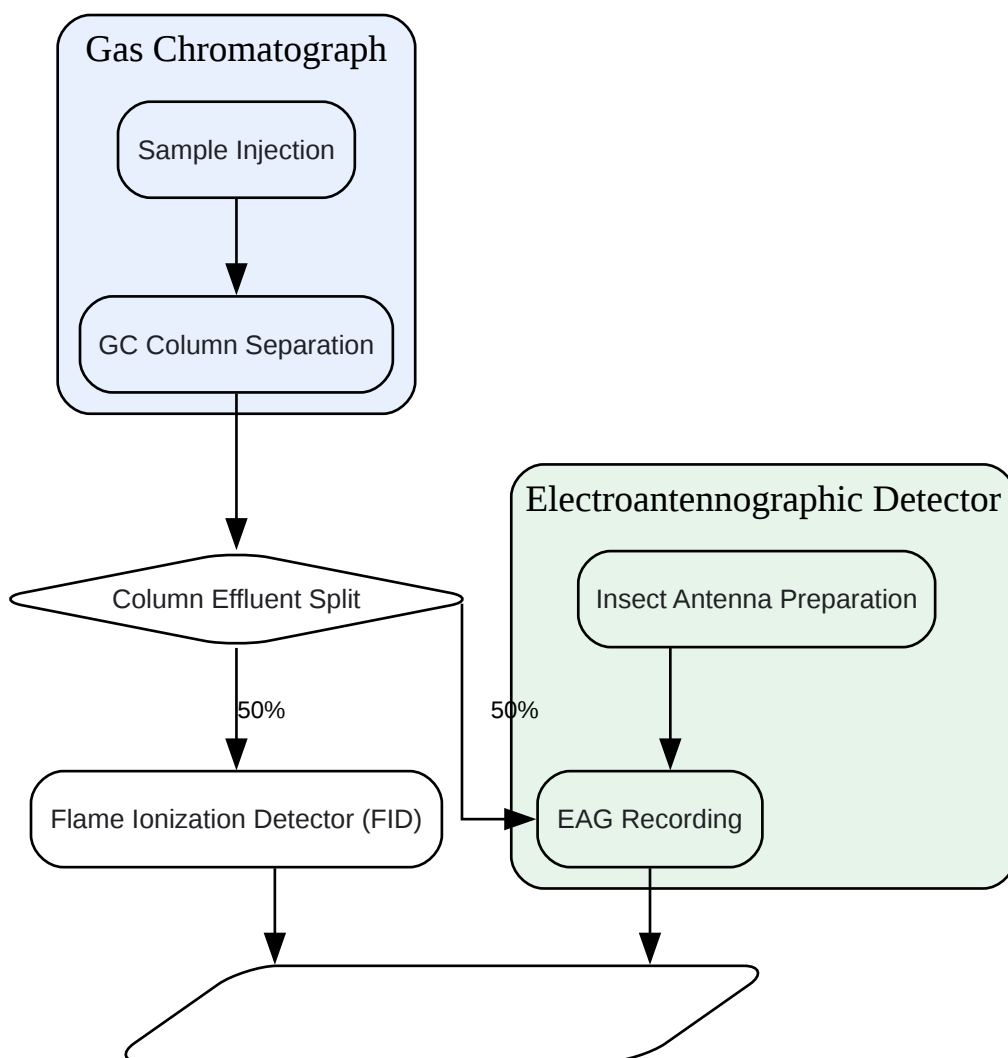 Gas Chromatograph
Sample Injection
GC Column Separation
Electroantennographic Detector
Column Effluent Split
Insect Antenna Preparation
50%
50%
Flame Ionization Detector (FID)
EAG Recording